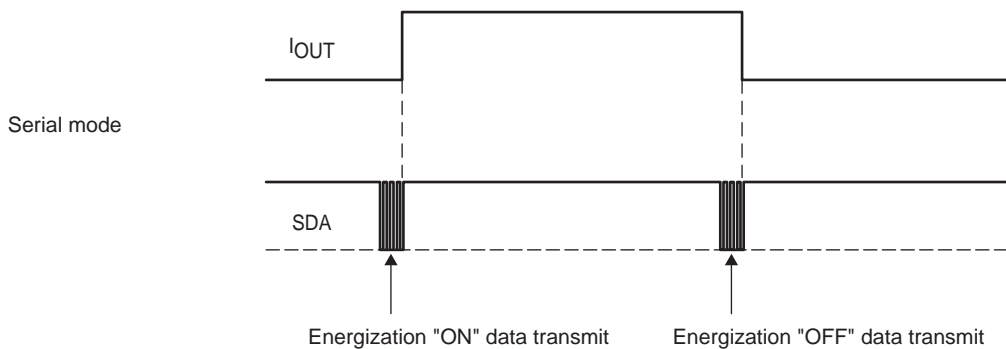 IOUT
Serial mode
SDA
Energization "ON" data transmit
Energization "OFF" data transmit